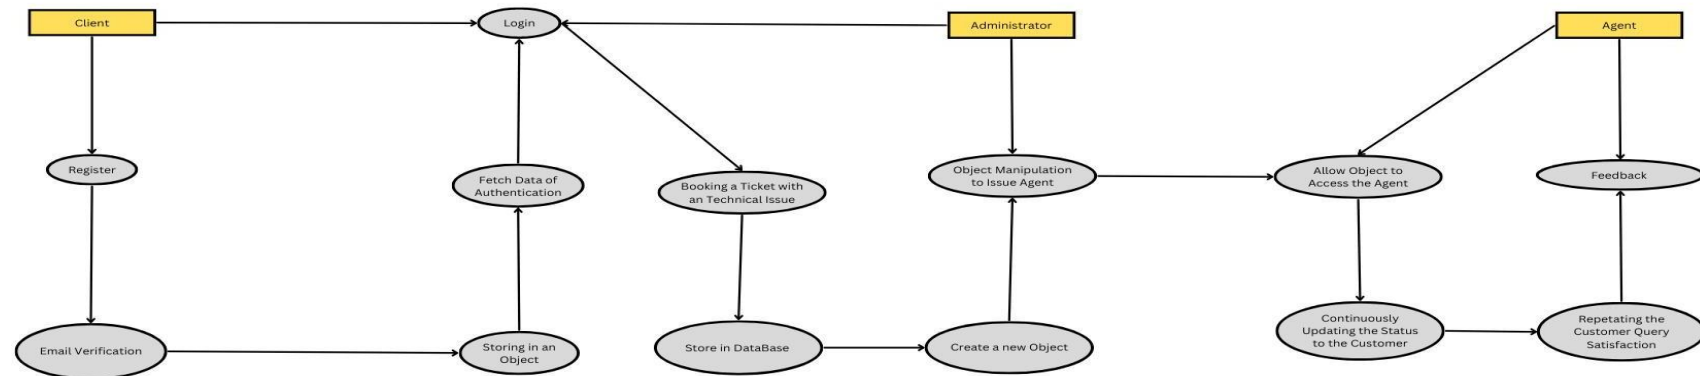 Client
Login
Administrator
Agent
Register
Fetch Data of
Authentication
Booking a Ticket with
an Technical Issue
Object Manipulation
to Issue Agent
Allow Object to
Access the Agent
Feedback
Email Verification
Storing in an
Object
Store in DataBase
Create a new Object
Continuously
Updating the Status
to the Customer
Repetating the
Customer Query
Satisfaction